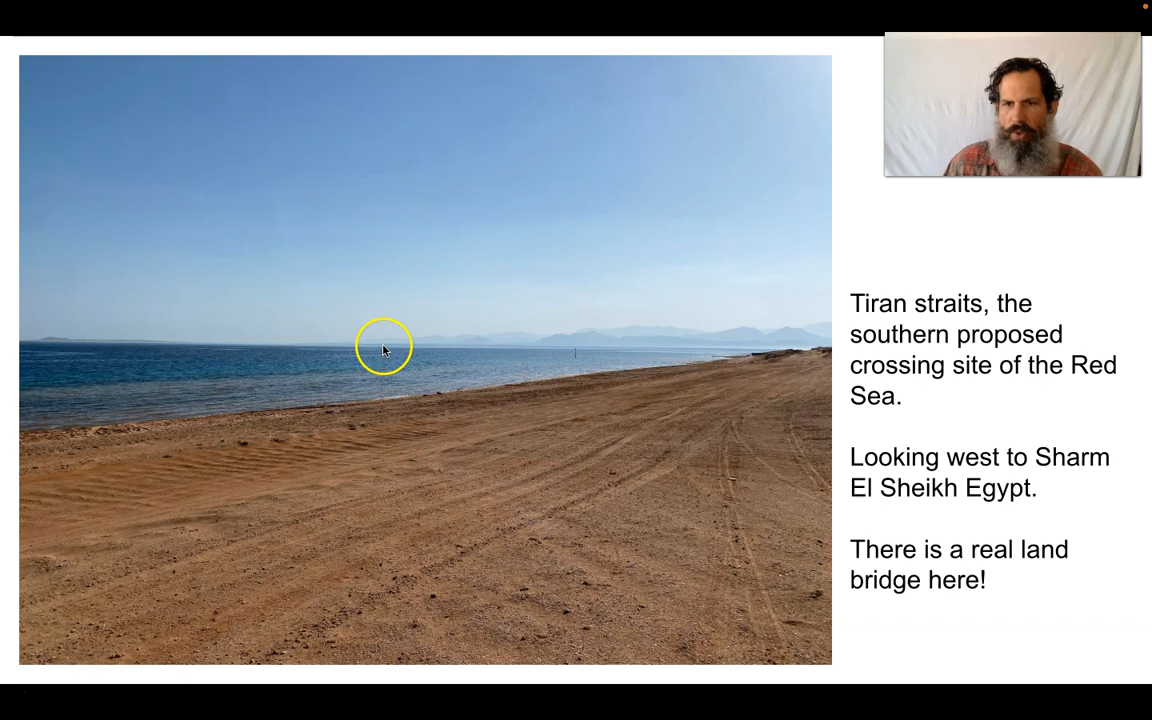 Tiran straits, the
southern proposed
crossing site of the Red
Sea.
Looking west to Sharm
El Sheikh Egypt.
There is a real land
bridge here!